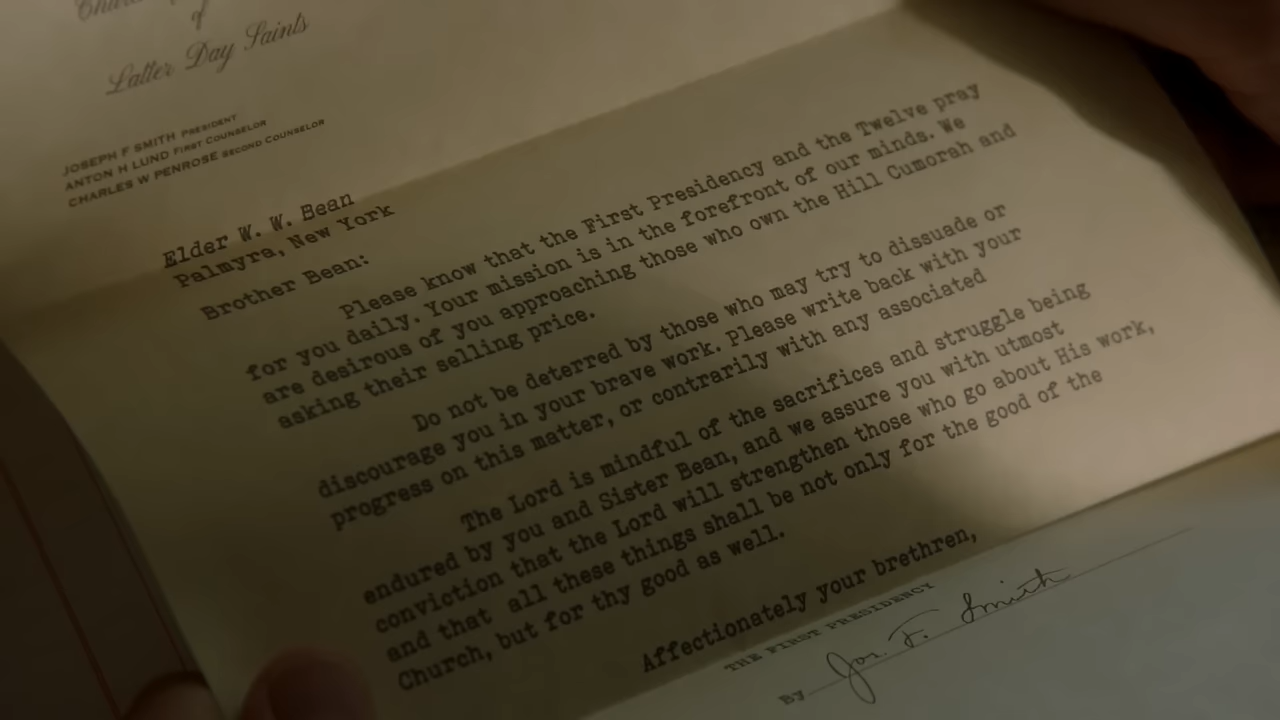 of
Latter Day Saints
JOSEPH F SMITH PRESIDENT
ANTON H LUND FIRST COUNSELOR
CHARLES W PENROSE SECOND COUNSELOR
Elder W. W. Bean
Palmyra, New York
Brother Bean:
Please know that the First Presidency and the Twelve pray
for you daily. Your mission is in the forefront of our minds. We
are desirous of you approaching those who own the Hill Cumorah and
asking their selling price.
Do not be deterred by those who may try to dissuade or
discourage you in your brave work. Please write back with your
progress on this matter, or contrarily with any associated
The Lord is mindful of the sacrifices and struggle being
endured by you and Sister Bean, and we assure you with utmost
conviction that the Lord will strengthen those who go about His work,
and that all these things shall be not only for the good of the
Church, but for thy good as well.
Affectionately your brethren,
THE FIRST PRESIDENCY
By Jos. F. Smith